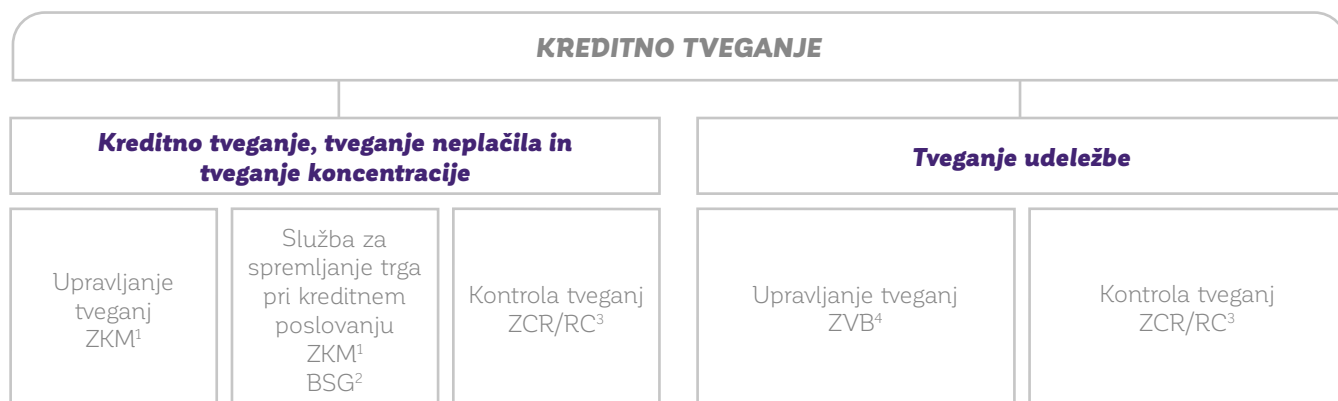 KREDITNO TVEGANJE
Kreditno tveganje, tveganje neplačila in
tveganje koncentracije
Tveganje udeležbe
Upravljanje
tveganj
ZKM¹
Služba za
spremljanje trga
pri kreditnem
poslovanju
ZKM¹
BSG²
Kontrola tveganj
ZCR/RC³
Upravljanje tveganj
ZVB⁴
Kontrola tveganj
ZCR/RC³